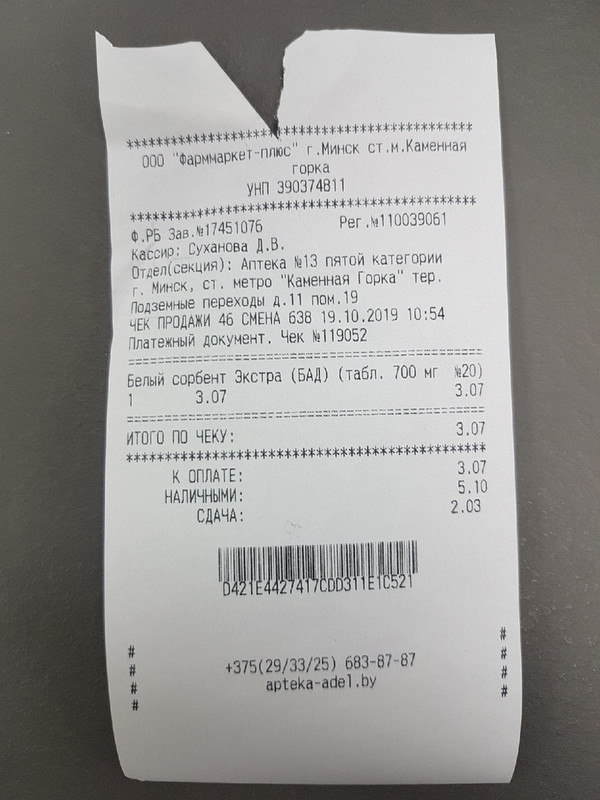 ************************************************
ООО "Фарммаркет-плюс" г.Минск ст.м.Каменная
горка
УНП 390374811
************************************************
Ф.РБ Зав.№17451076 Рег.№110039061
Кассир: Суханова Д.В.
Отдел(секция): Аптека №13 пятой категории
г. Минск, ст. метро "Каменная Горка" тер.
Подземные переходы д.11 пом.19
ЧЕК ПРОДАЖИ 46 СМЕНА 638 19.10.2019 10:54
Платежный документ. Чек №119052
================================================
Белый сорбент Экстра (БАД) (табл. 700 мг №20)
1 3.07 3.07
================================================
ИТОГО ПО ЧЕКУ: 3.07
************************************************
К ОПЛАТЕ: 3.07
НАЛИЧНЫМИ: 5.10
СДАЧА: 2.03
D421E4427417CDD311E1C521
# #
# +375(29/33/25) 683-87-87 #
# apteka-adel.by #
# #